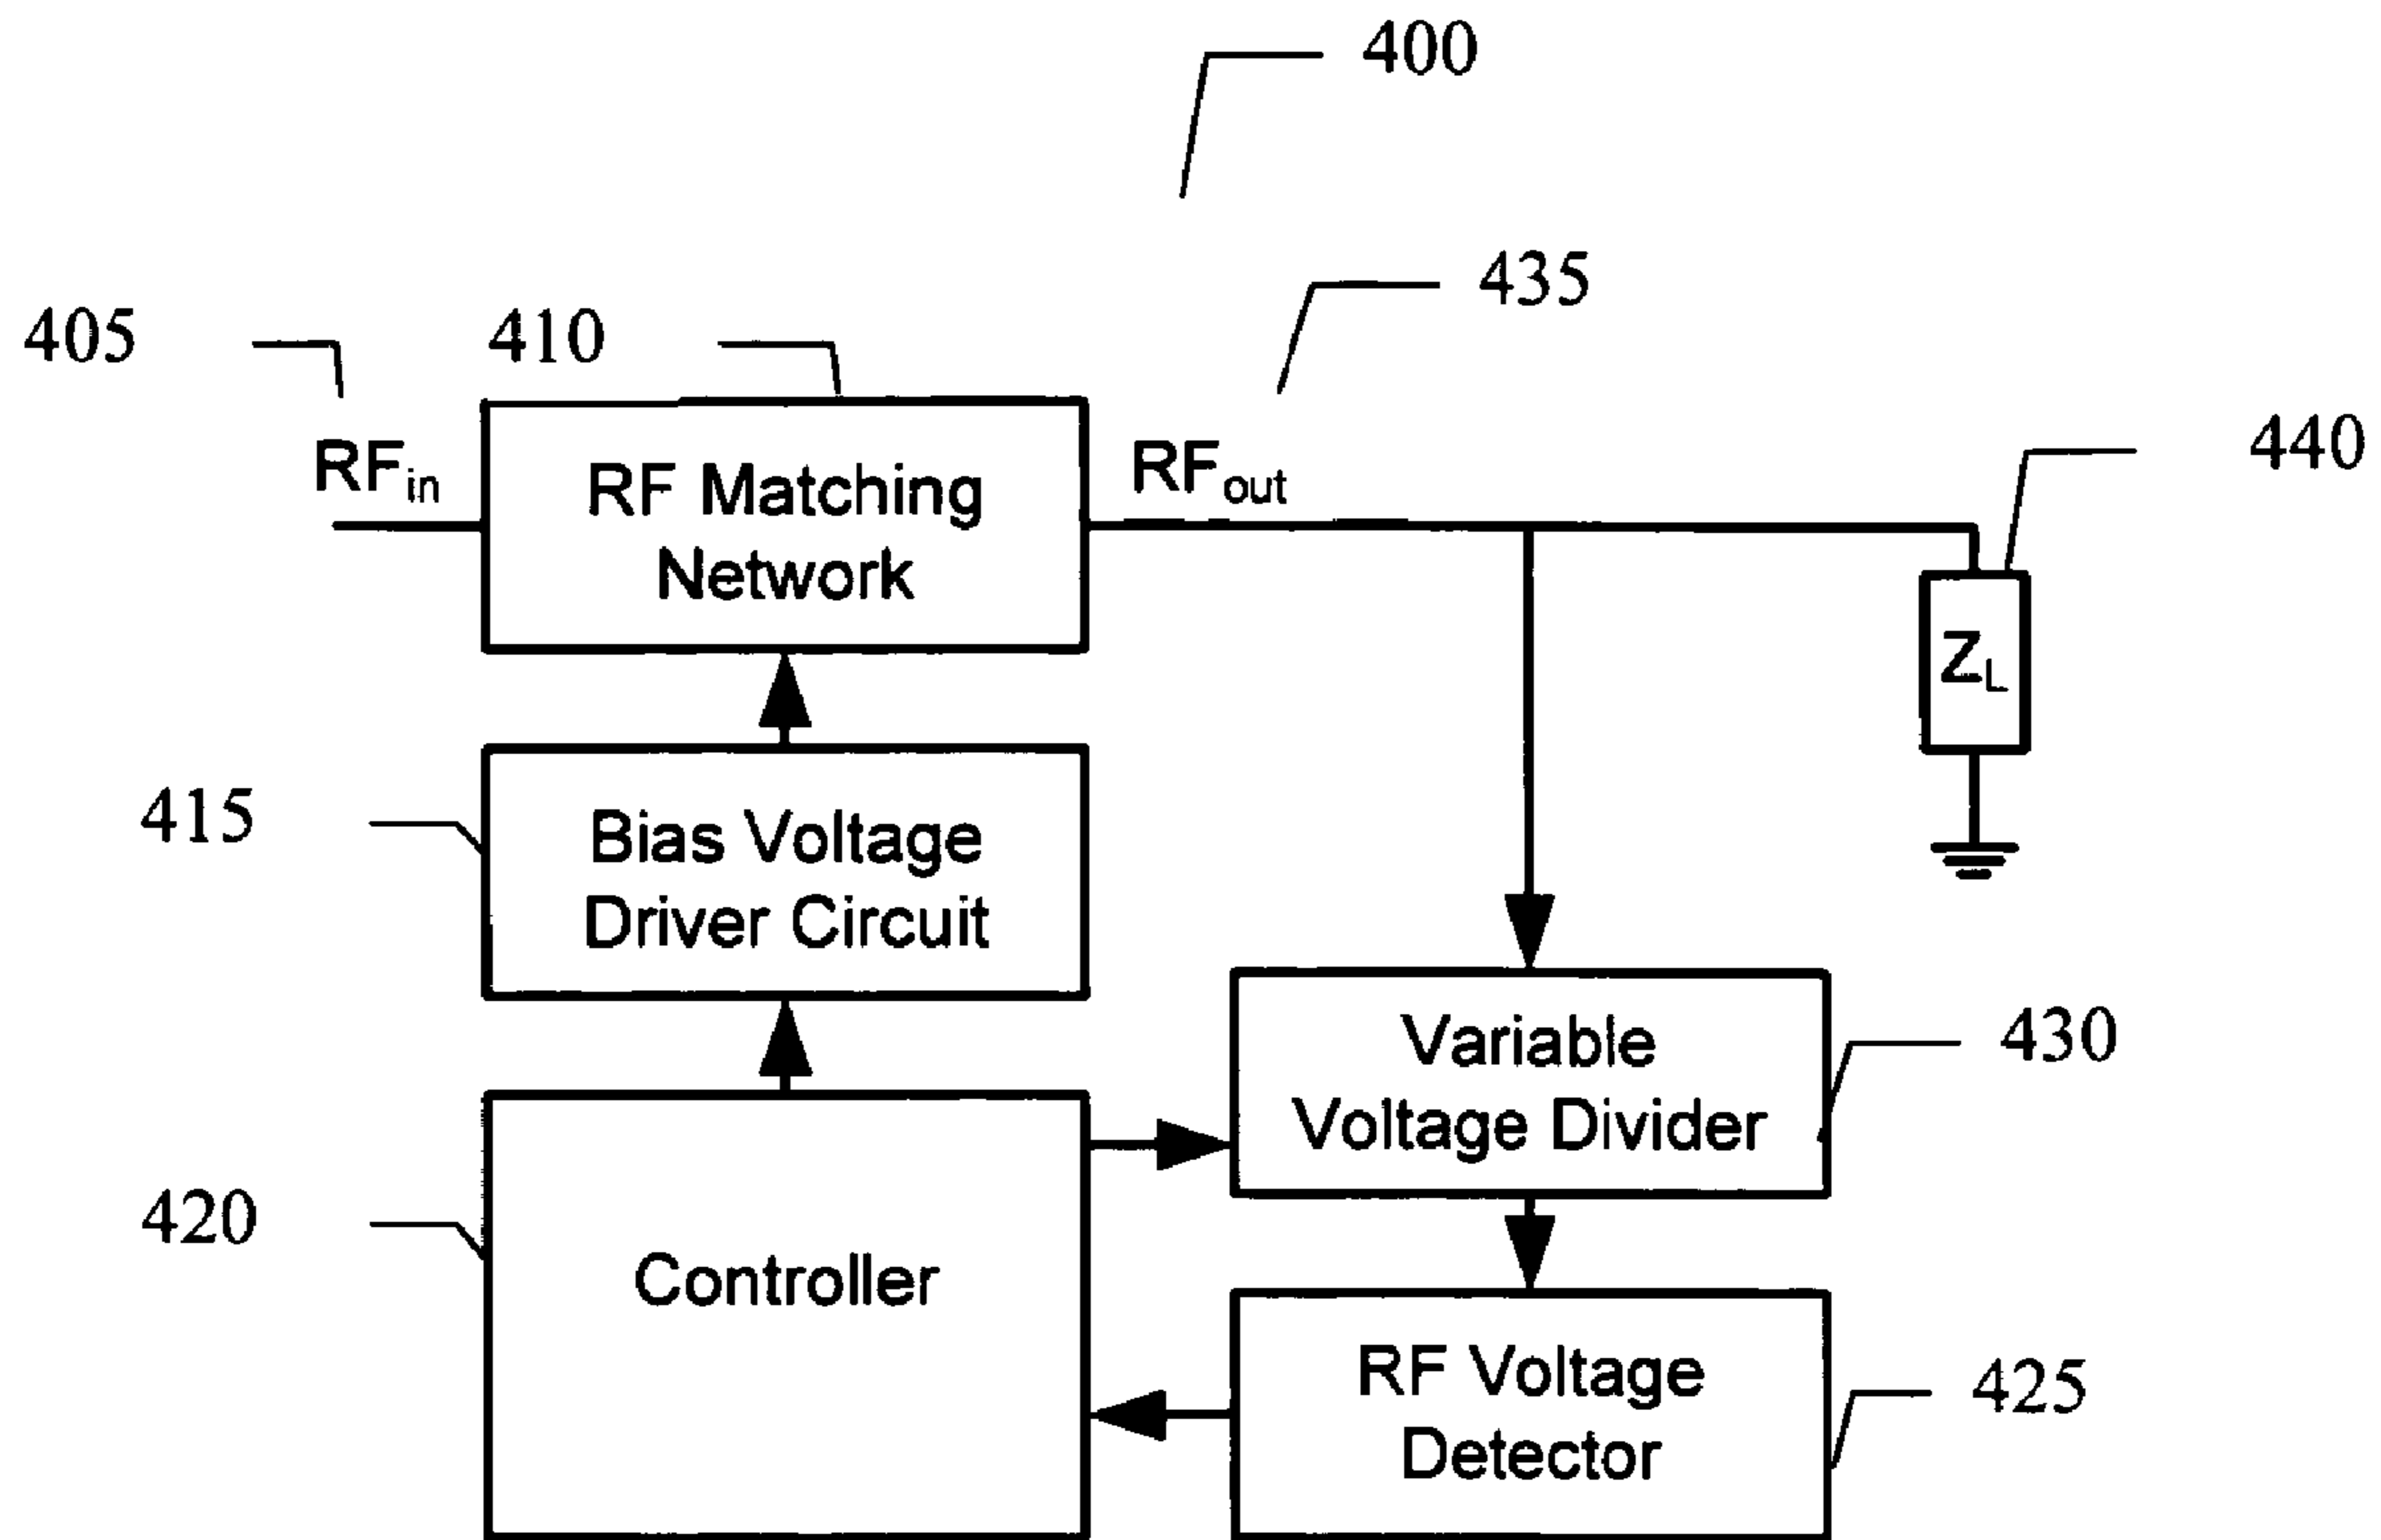 400
435
405
410
440
RFin
RF Matching
Network
RFout
ZL
415
Bias Voltage
Driver Circuit
Variable
Voltage Divider
430
420
Controller
RF Voltage
Detector
425